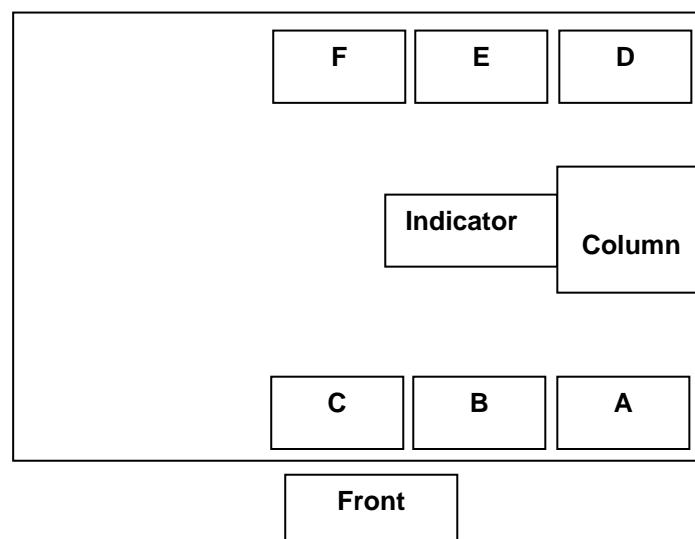 F E D
Indicator
Column
C B A
Front